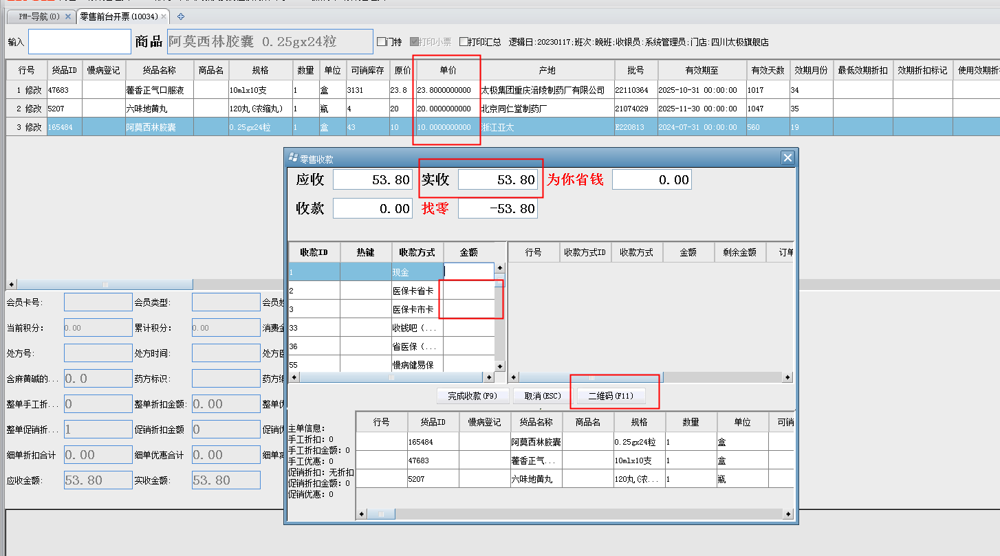 PM-导航(0) × 零售前台开票(10034) ×
输入 商品 阿莫西林胶囊 0.25gx24粒 门特 打印小票 打印汇总 逻辑日:20230117;班次:晚班;收银员:系统管理员;门店:四川太极旗舰店
行号 货品ID 慢病登记 货品名称 商品名 规格 数量 单位 可销库存 原价 单价 产地 批号 有效期至 有效天数 效期月份 最低效期折扣 效期折扣标记 使用效期折
1 修改 47683 藿香正气口服液 10mlx10支 1 盒 3131 23.8 23.8000000000 太极集团重庆涪陵制药厂有限公司 22110364 2025-10-31 00:00:00 1017 34
2 修改 5207 六味地黄丸 120丸(浓缩丸) 1 瓶 4 20 20.0000000000 北京同仁堂制药厂 21074029 2025-11-30 00:00:00 1047 35
3 修改 165484 阿莫西林胶囊 0.25gx24粒 1 盒 43 10 10.0000000000 浙江亚太 E220813 2024-07-31 00:00:00 560 19
零售收款
应收 53.80 实收 53.80 为你省钱 0.00
收款 0.00 找零 -53.80
收款ID 热键 收款方式 金额
1 现金
2 医保卡省卡
3 医保卡市卡
33 收钱吧（...
36 省医保（...
55 慢病健易保
行号 收款方式ID 收款方式 金额 剩余金额 订单
完成收款(F9) 取消(ESC) 二维码(F11)
主单信息:
手工折扣: 0
手工折扣金额: 0
手工优惠: 0
促销折扣: 无折扣
促销折扣金额: 0
促销优惠: 0
行号 货品ID 慢病登记 货品名称 商品名 规格 数量 单位 可销
165484 阿莫西林胶囊 0.25gx24粒 1 盒
47683 藿香正气... 10mlx10支 1 盒
5207 六味地黄丸 120丸(浓... 1 瓶
会员卡号: 会员类型: 会员姓
当前积分: 0.00 累计积分: 0.00 消费金
处方号: 处方时间: 处方医
含麻黄碱的... 0.0 药方标识: 药方编
整单手工折... 0 整单折扣金额: 0.00 整单优
整单促销折... 1 促销折扣金额 0 促销优
细单折扣合计 0.00 细单优惠合计 0.00 细单
应收金额: 53.80 实收金额: 53.80